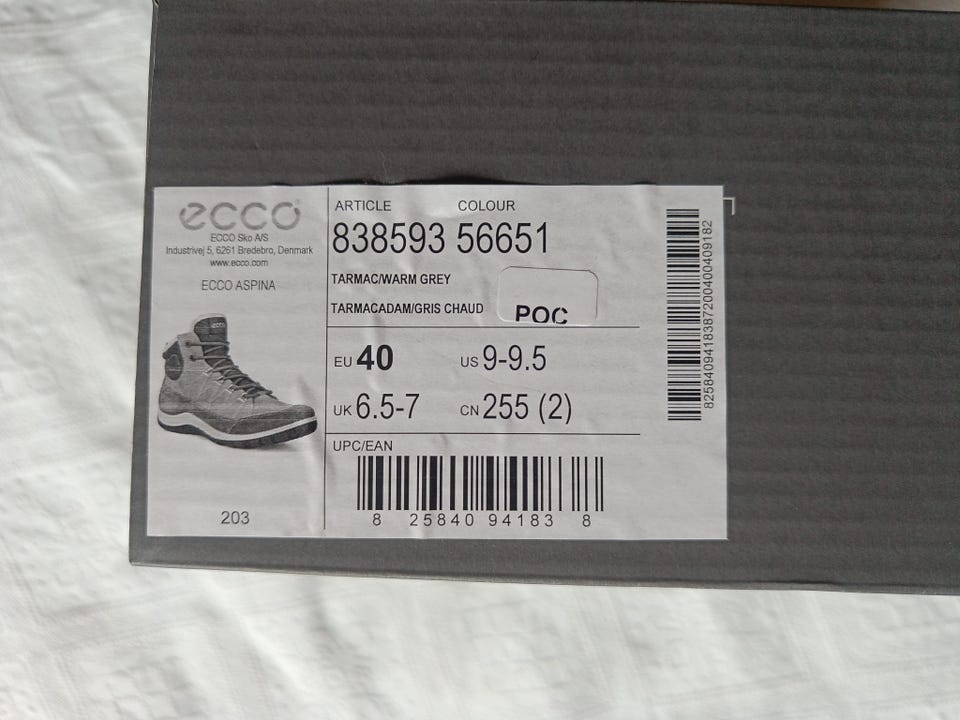 ecco
ECCO Sko A/S
Industrivej 5, 6261 Bredebro, Denmark
www.ecco.com
ECCO ASPINA
203
ARTICLE COLOUR
838593 56651
TARMAC/WARM GREY
TARMACADAM/GRIS CHAUD
POC
EU 40 US 9-9.5
UK 6.5-7 CN 255 (2)
UPC/EAN
8 25840 94183 8
825840941838720040040918​2